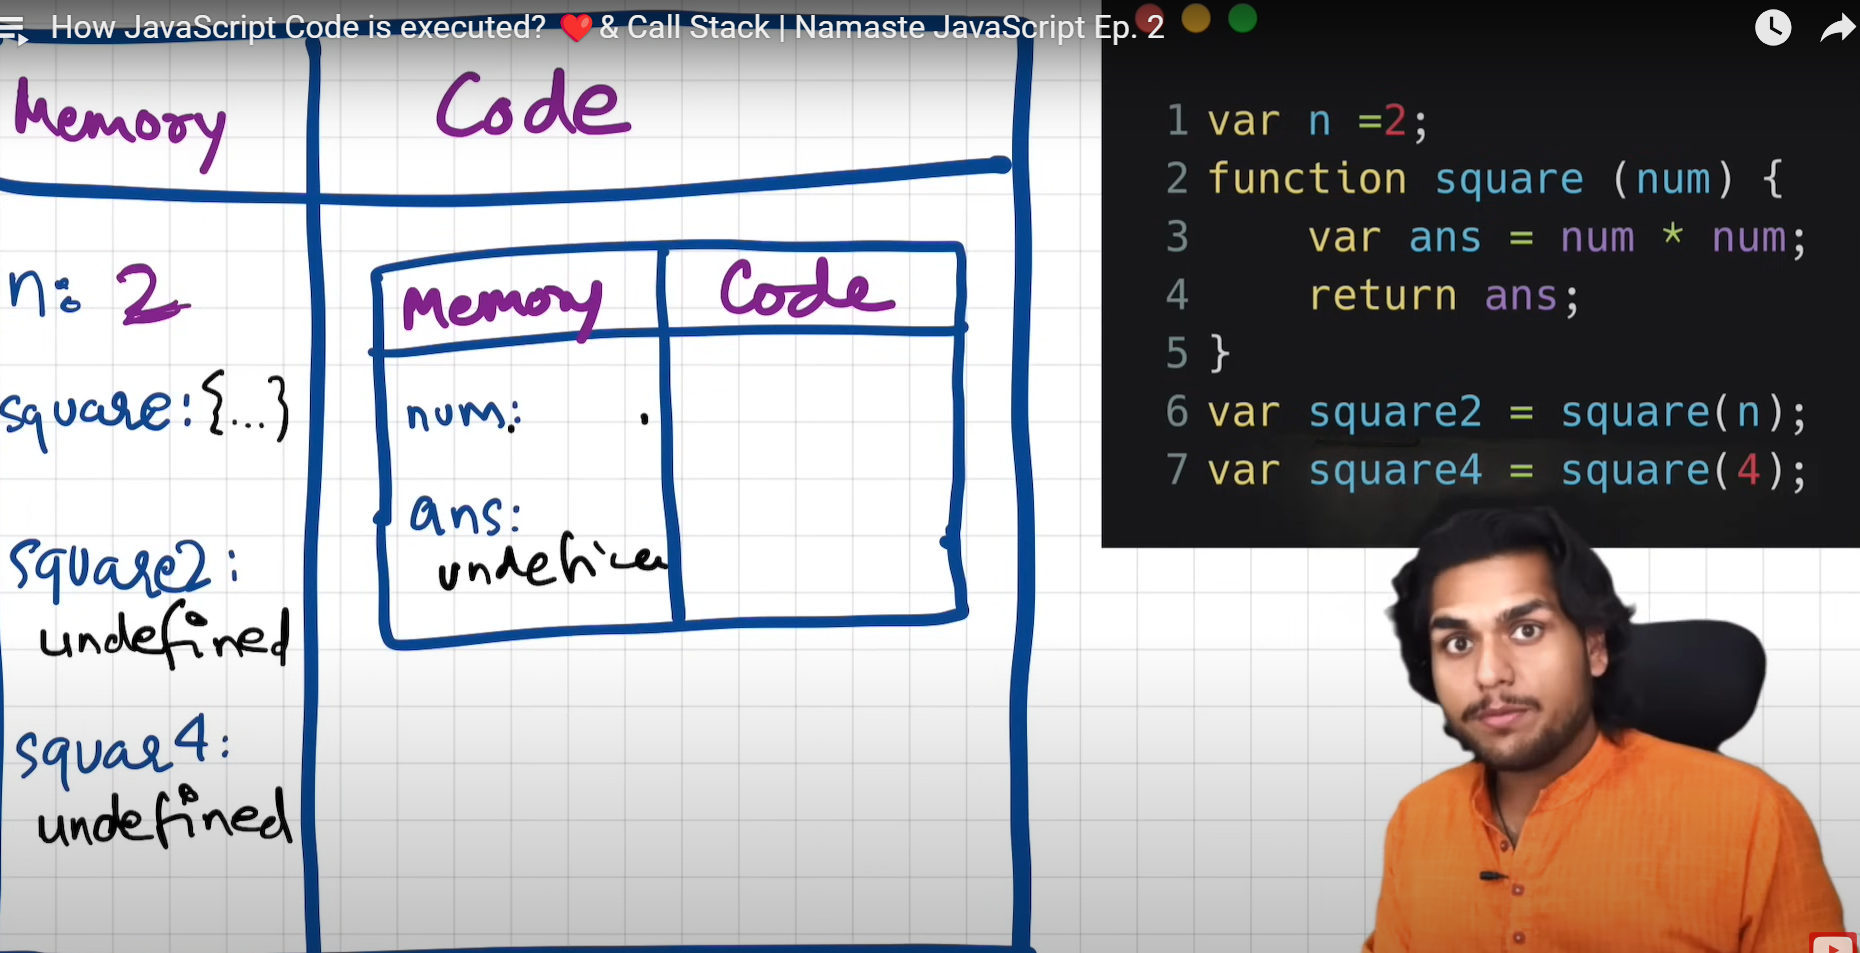 How JavaScript Code is executed? ❤️ & Call Stack | Namaste JavaScript Ep. 2
Memory
Code
n: 2
square: {...}
square2:
undefined
squar4:
undefined
Memory
Code
num:
ans:
1 var n =2;
2 function square (num) {
3 var ans = num * num;
4 return ans;
5 }
6 var square2 = square(n);
7 var square4 = square(4);